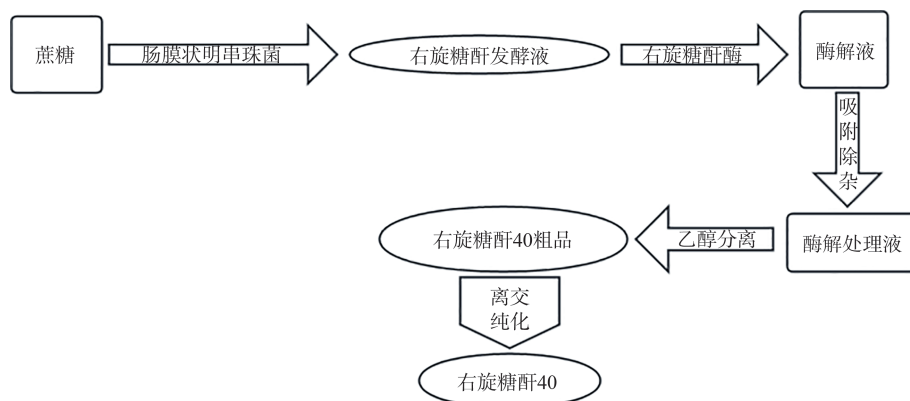 蔗糖
肠膜状明串珠菌
右旋糖酐发酵液
右旋糖酐酶
酶解液
吸
附
除
杂
酶解处理液
乙醇分离
右旋糖酐40粗品
离交
纯化
右旋糖酐40